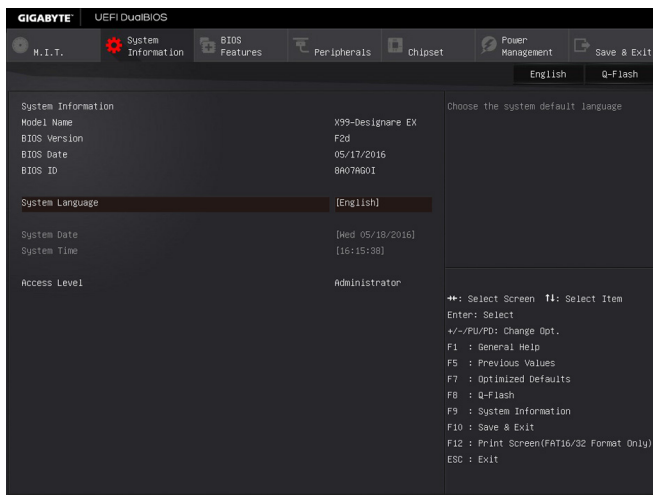 GIGABYTE™ UEFI DualBIOS
M.I.T.
System Information
BIOS Features
Peripherals
Chipset
Power Management
Save & Exit
English Q-Flash
System Information
Model Name X99-Designare EX
BIOS Version F2d
BIOS Date 05/17/2016
BIOS ID 8A07AG0I
System Language [English]
System Date [Wed 05/18/2016]
System Time [16:15:38]
Access Level Administrator
Choose the system default language
→←: Select Screen ↑↓: Select Item
Enter: Select
+/-/PU/PD: Change Opt.
F1 : General Help
F5 : Previous Values
F7 : Optimized Defaults
F8 : Q-Flash
F9 : System Information
F10 : Save & Exit
F12 : Print Screen(FAT16/32 Format Only)
ESC : Exit